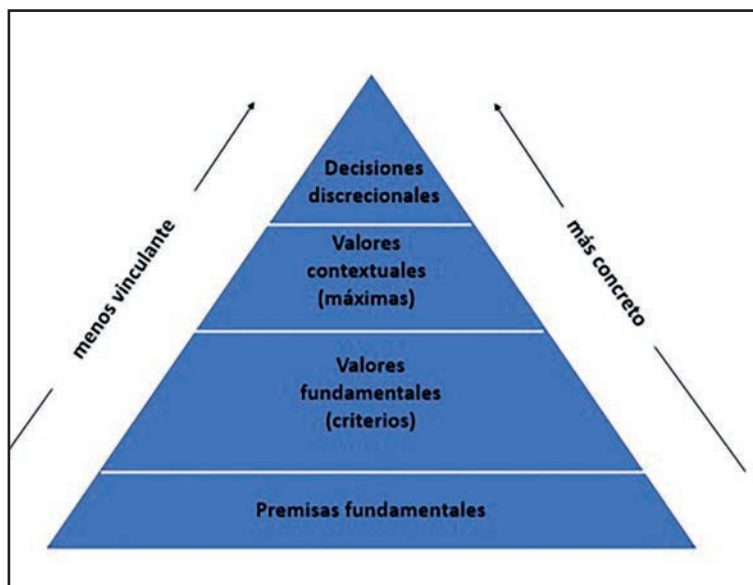 Decisiones
discrecionales
Valores
contextuales
(máximas)
Valores
fundamentales
(criterios)
Premisas fundamentales
menos vinculante
más concreto